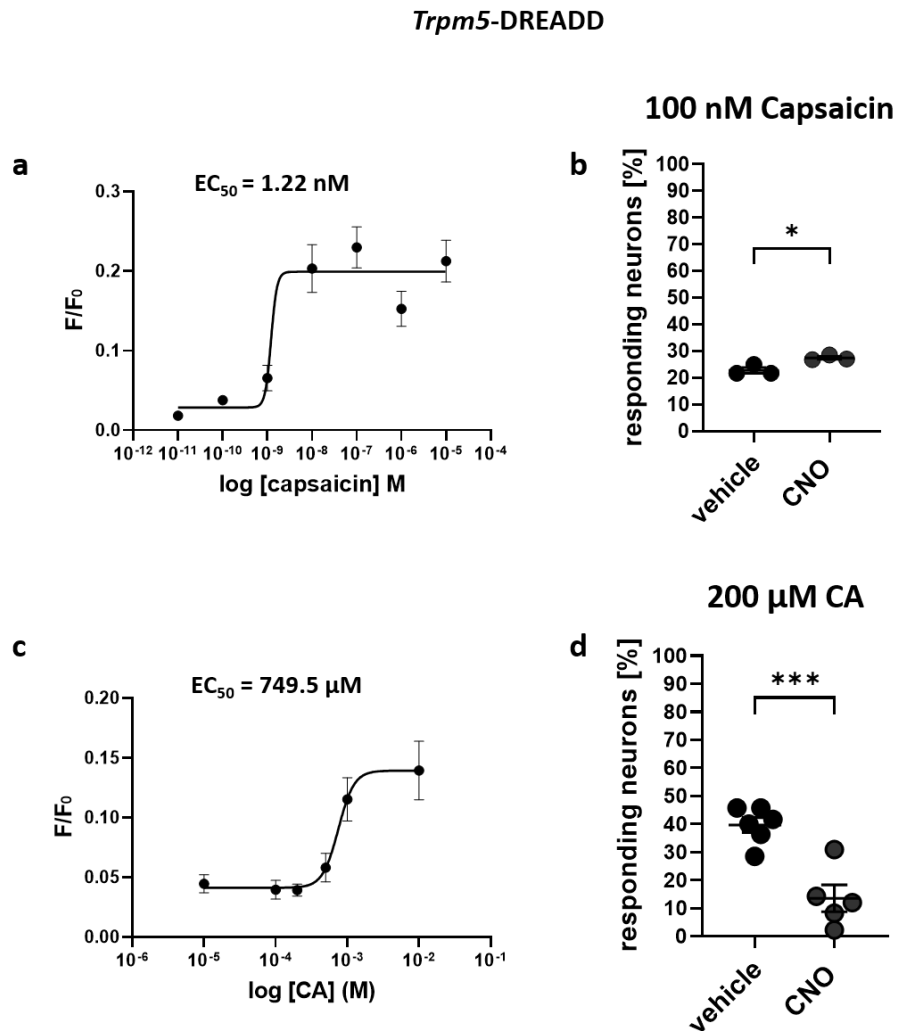 Trpm5-DREADD
100 nM Capsaicin
a
EC₅₀ = 1.22 nM
F/F₀
0.3
0.2
0.1
0.0
10⁻¹² 10⁻¹¹ 10⁻¹⁰ 10⁻⁹ 10⁻⁸ 10⁻⁷ 10⁻⁶ 10⁻⁵ 10⁻⁴
log [capsaicin] M
b
responding neurons [%]
100
90
80
70
60
50
40
30
20
10
0
*
vehicle
CNO
200 µM CA
c
EC₅₀ = 749.5 µM
F/F₀
0.20
0.15
0.10
0.05
0.00
10⁻⁶ 10⁻⁵ 10⁻⁴ 10⁻³ 10⁻² 10⁻¹
log [CA] (M)
d
responding neurons [%]
100
90
80
70
60
50
40
30
20
10
0
***
vehicle
CNO